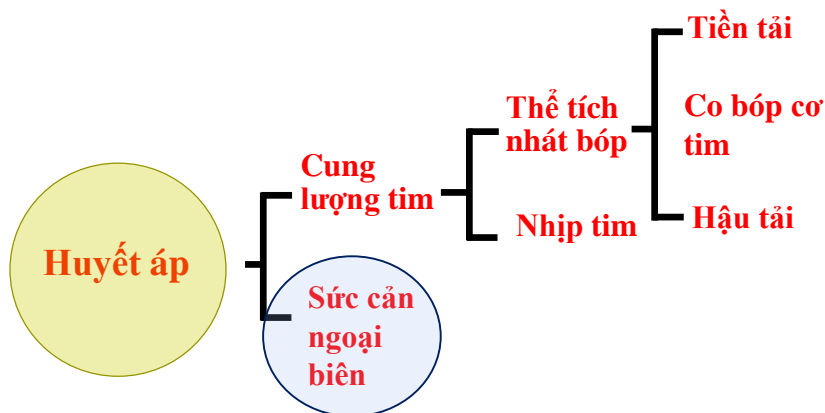 Huyết áp
Cung
lượng tim
Sức cản
ngoại
biên
Thể tích
nhát bóp
Nhịp tim
Tiền tải
Co bóp cơ
tim
Hậu tải